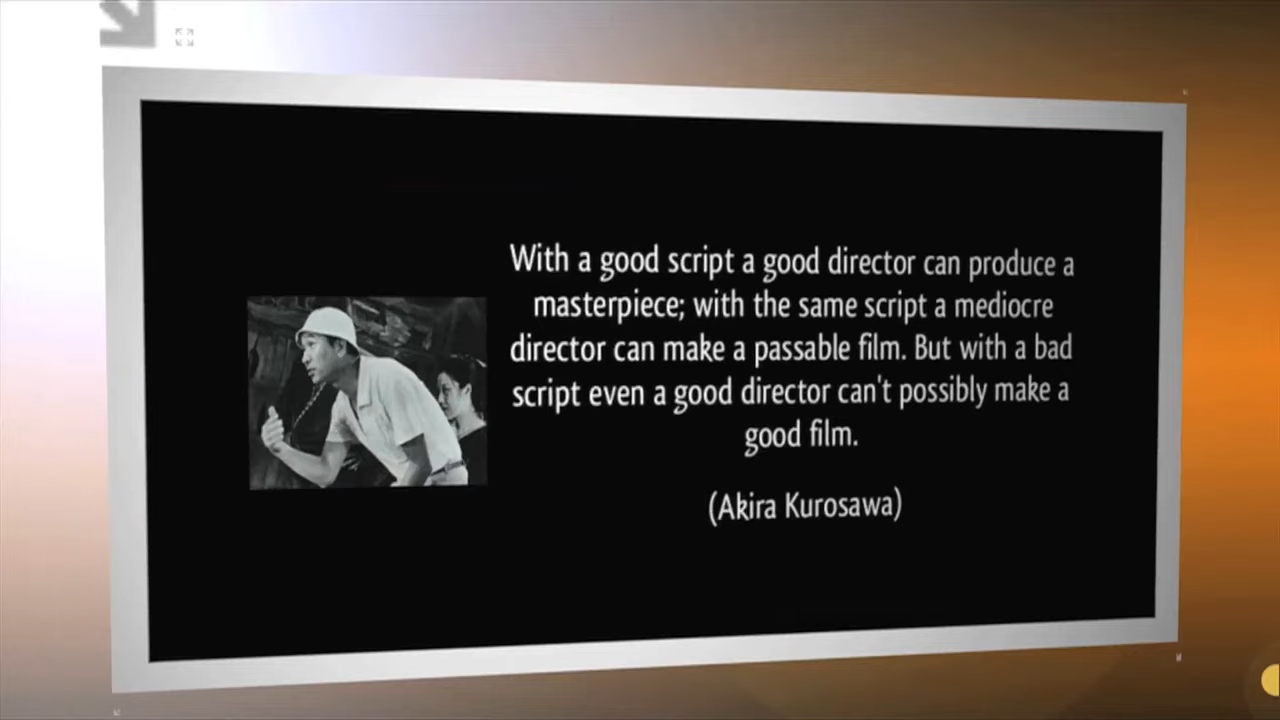 With a good script a good director can produce a
masterpiece; with the same script a mediocre
director can make a passable film. But with a bad
script even a good director can't possibly make a
good film.
(Akira Kurosawa)